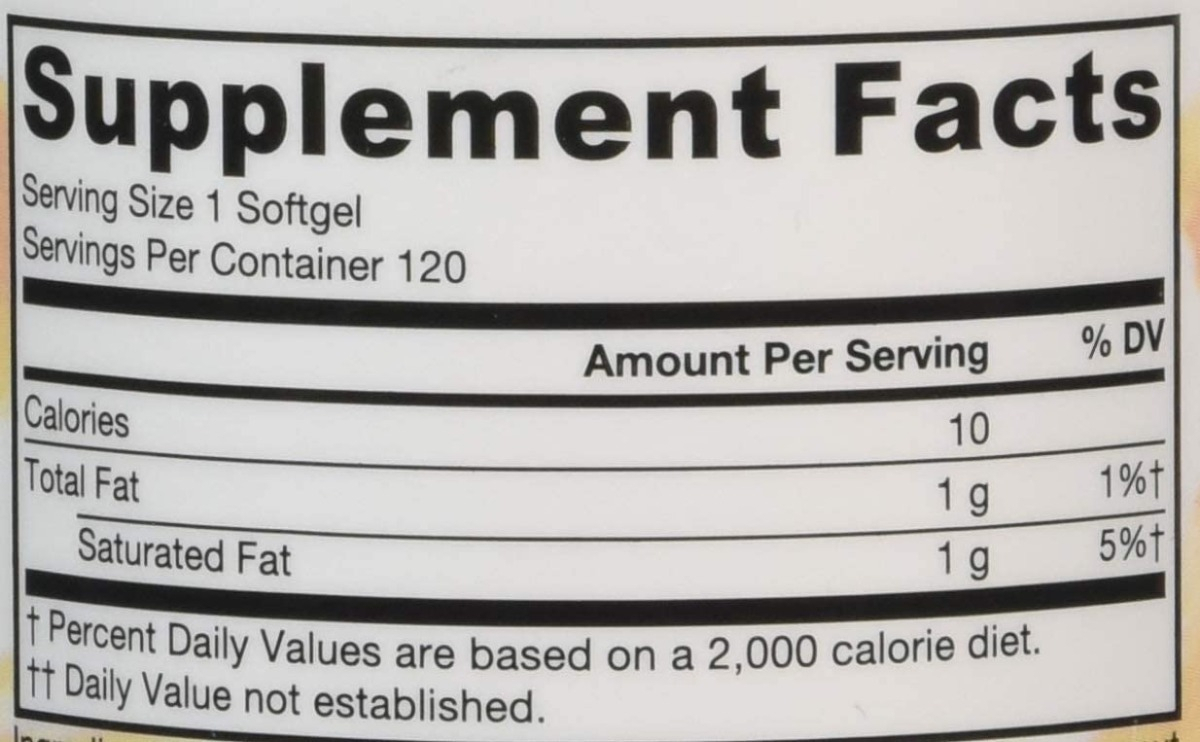 Supplement Facts
Serving Size 1 Softgel
Servings Per Container 120
Amount Per Serving % DV
Calories 10
Total Fat 1 g 1%†
Saturated Fat 1 g 5%†
† Percent Daily Values are based on a 2,000 calorie diet.
†† Daily Value not established.